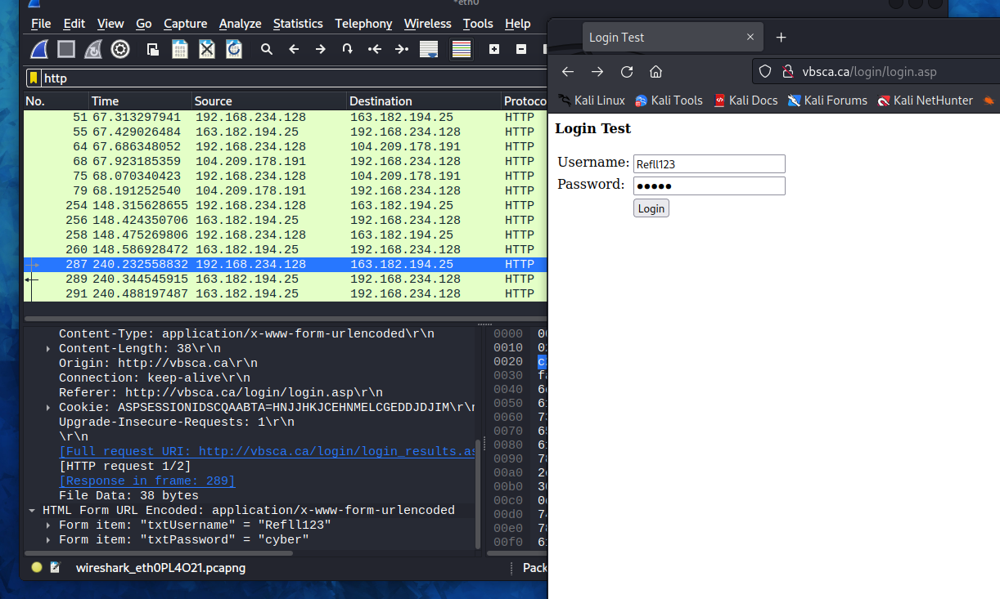 *eth0
File Edit View Go Capture Analyze Statistics Telephony Wireless Tools Help
http
No. Time Source Destination Protoco
51 67.313297941 192.168.234.128 163.182.194.25 HTTP
55 67.429026484 163.182.194.25 192.168.234.128 HTTP
64 67.686348052 192.168.234.128 104.209.178.191 HTTP
68 67.923185359 104.209.178.191 192.168.234.128 HTTP
75 68.070340423 192.168.234.128 104.209.178.191 HTTP
79 68.191252540 104.209.178.191 192.168.234.128 HTTP
254 148.315628655 192.168.234.128 163.182.194.25 HTTP
256 148.424350706 163.182.194.25 192.168.234.128 HTTP
258 148.475269806 192.168.234.128 163.182.194.25 HTTP
260 148.586928472 163.182.194.25 192.168.234.128 HTTP
287 240.232558832 192.168.234.128 163.182.194.25 HTTP
289 240.344545915 163.182.194.25 192.168.234.128 HTTP
291 240.488197487 163.182.194.25 192.168.234.128 HTTP
Content-Type: application/x-www-form-urlencoded\r\n
Content-Length: 38\r\n
Origin: http://vbsca.ca\r\n
Connection: keep-alive\r\n
Referer: http://vbsca.ca/login/login.asp\r\n
Cookie: ASPSESSIONIDSCQAABTA=HNJJHKJCEHNMELCGEDDJDJIM\r\n
Upgrade-Insecure-Requests: 1\r\n
\r\n
[Full request URI: http://vbsca.ca/login/login_results.as
[HTTP request 1/2]
[Response in frame: 289]
File Data: 38 bytes
HTML Form URL Encoded: application/x-www-form-urlencoded
Form item: "txtUsername" = "Refll123"
Form item: "txtPassword" = "cyber"
0000
0010
0020
0030
0040
0050
0060
0070
0080
0090
00a0
00b0
00c0
00d0
00e0
00f0
wireshark_eth0PL4O21.pcapng
Pack
Login Test
vbsca.ca/login/login.asp
Kali Linux Kali Tools Kali Docs Kali Forums Kali NetHunter
Login Test
Username: Refll123
Password: ●●●●●
Login